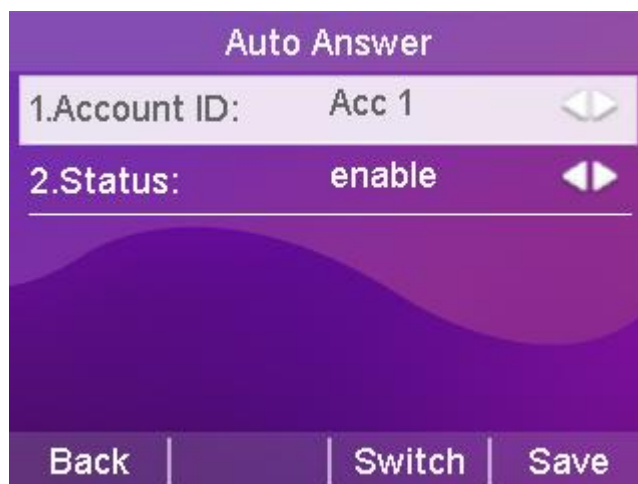 Auto Answer
1.Account ID: Acc 1
2.Status: enable
Back Switch Save